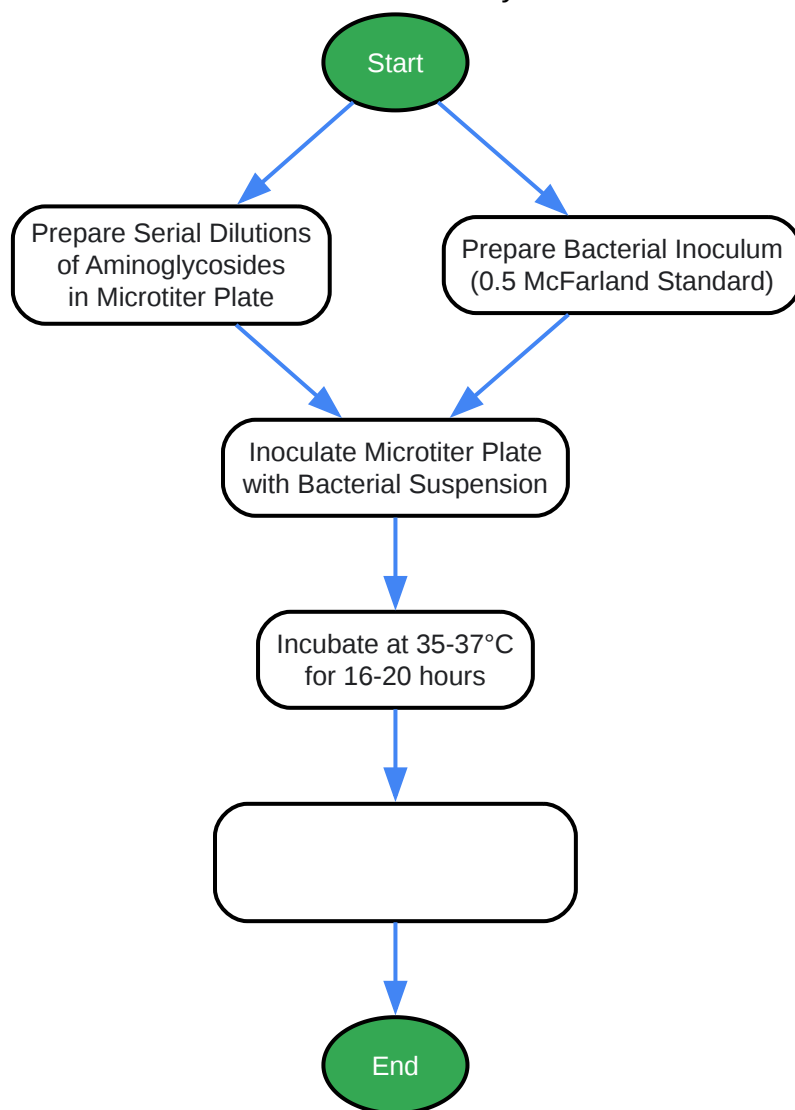 Start
Prepare Serial Dilutions
of Aminoglycosides
in Microtiter Plate
Prepare Bacterial Inoculum
(0.5 McFarland Standard)
Inoculate Microtiter Plate
with Bacterial Suspension
Incubate at 35-37°C
for 16-20 hours
End